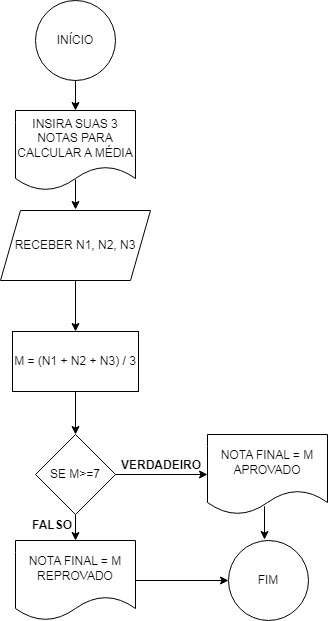 INÍCIO
INSIRA SUAS 3
NOTAS PARA
CALCULAR A MÉDIA
RECEBER N1, N2, N3
M = (N1 + N2 + N3) / 3
SE M>=7
VERDADEIRO
NOTA FINAL = M
APROVADO
FALSO
NOTA FINAL = M
REPROVADO
FIM